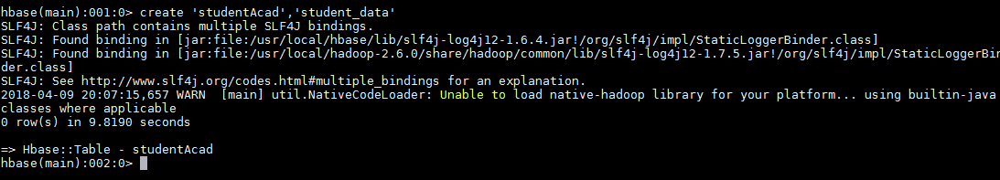 hbase(main):001:0> create 'studentAcad','student_data'
SLF4J: Class path contains multiple SLF4J bindings.
SLF4J: Found binding in [jar:file:/usr/local/hbase/lib/slf4j-log4j12-1.6.4.jar!/org/slf4j/impl/StaticLoggerBinder.class]
SLF4J: Found binding in [jar:file:/usr/local/hadoop-2.6.0/share/hadoop/common/lib/slf4j-log4j12-1.7.5.jar!/org/slf4j/impl/StaticLoggerBin
der.class]
SLF4J: See http://www.slf4j.org/codes.html#multiple_bindings for an explanation.
2018-04-09 20:07:15,657 WARN  [main] util.NativeCodeLoader: Unable to load native-hadoop library for your platform... using builtin-java
classes where applicable
0 row(s) in 9.8190 seconds

=> Hbase::Table - studentAcad
hbase(main):002:0>